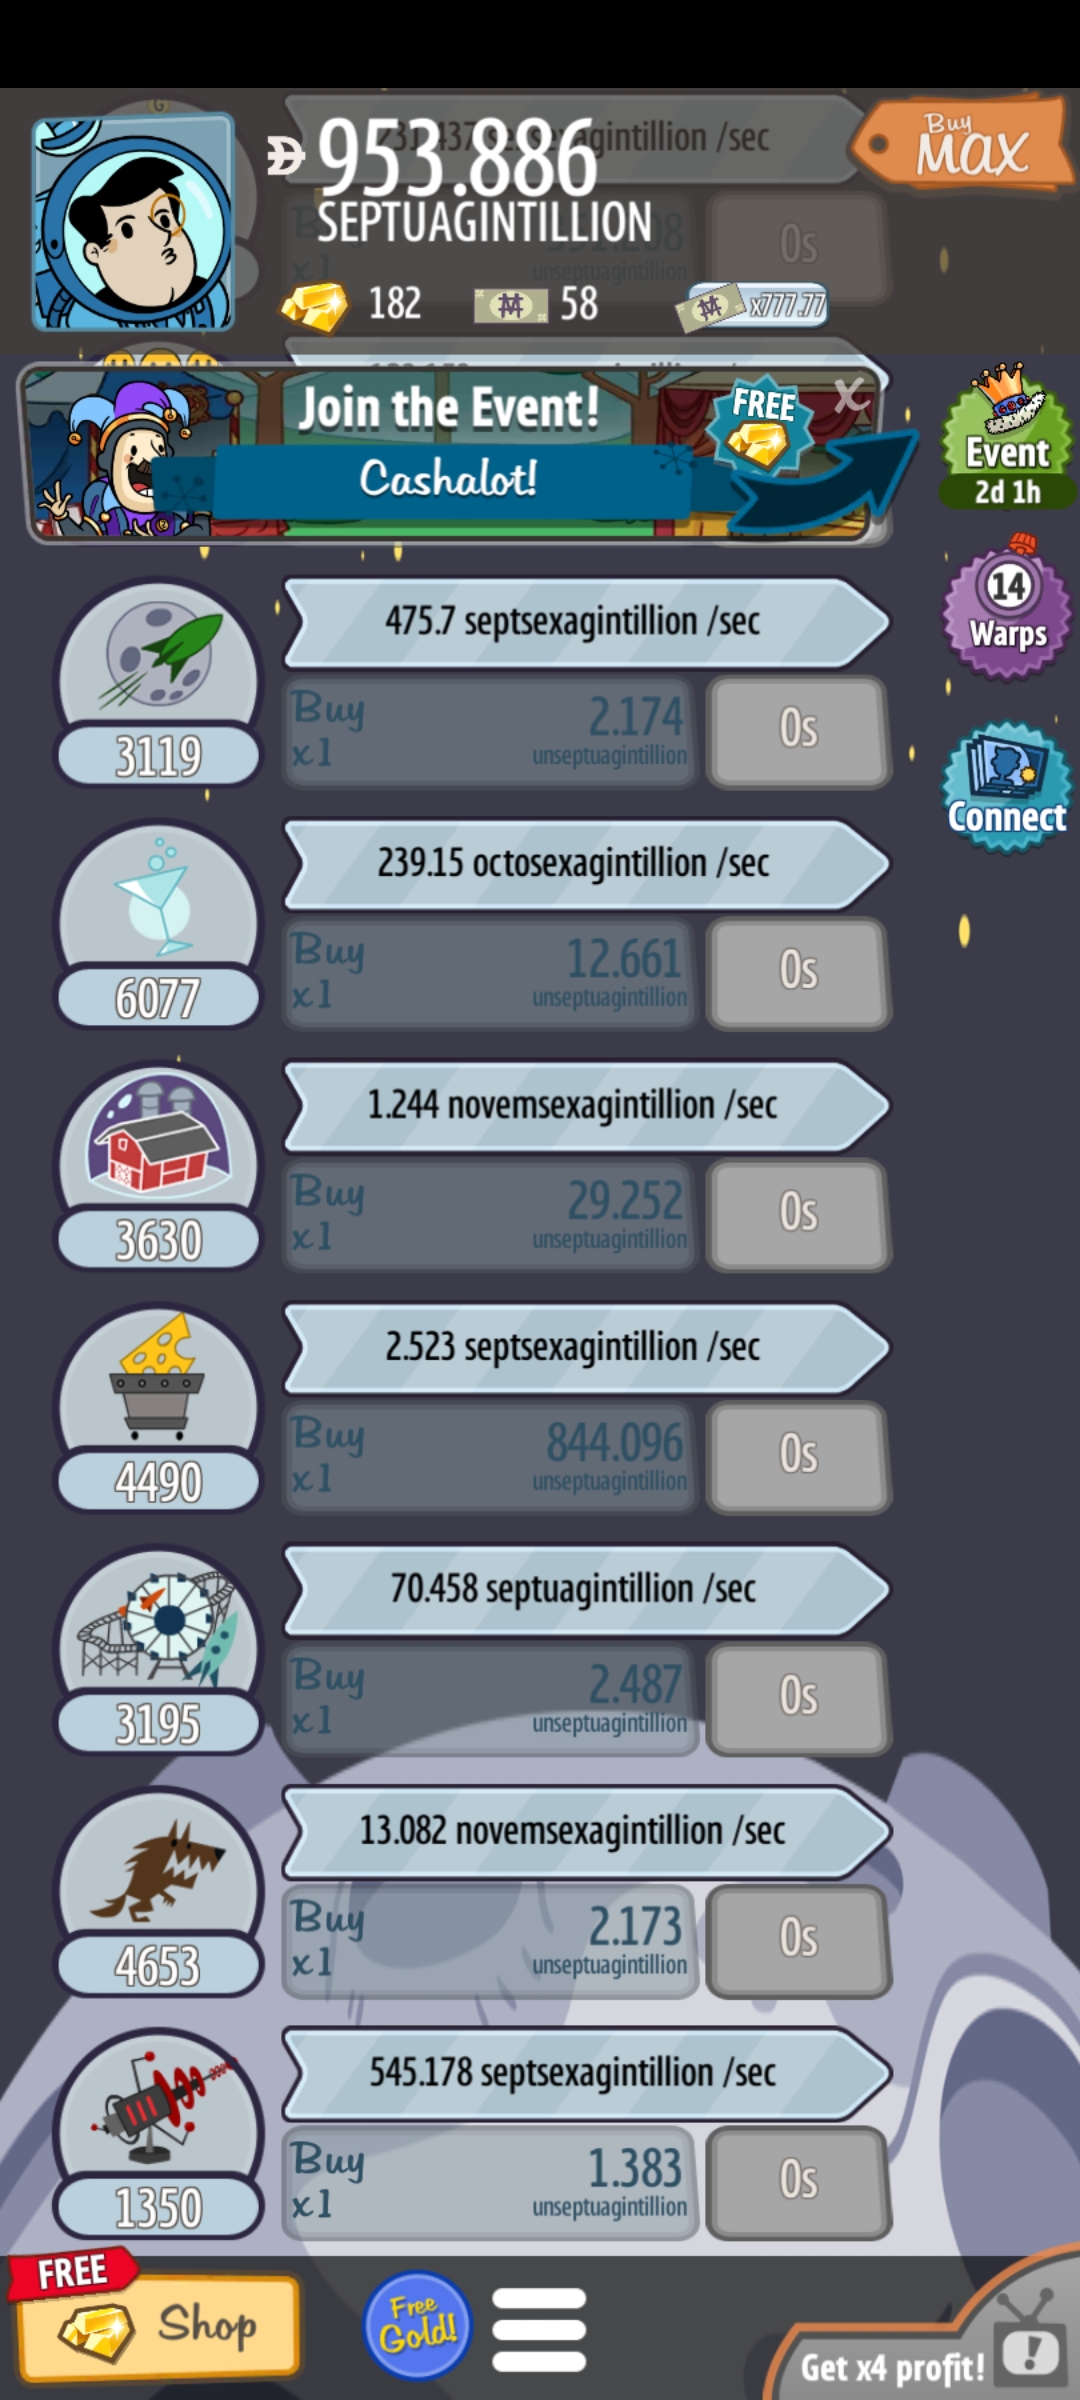 953.886
SEPTUAGINTILLION
Buy
MAX
182
58
x777.77
0s
unseptuagintillion
Join the Event!
Cashalot!
FREE
X
Event
2d 1h
14
Warps
Connect
475.7 septsexagintillion /sec
Buy
x1
2.174
unseptuagintillion
0s
3119
239.15 octosexagintillion /sec
Buy
x1
12.661
unseptuagintillion
0s
6077
1.244 novemsexagintillion /sec
Buy
x1
29.252
unseptuagintillion
0s
3630
2.523 septsexagintillion /sec
Buy
x1
844.096
unseptuagintillion
0s
4490
70.458 septuagintillion /sec
Buy
x1
2.487
unseptuagintillion
0s
3195
13.082 novemsexagintillion /sec
Buy
x1
2.173
unseptuagintillion
0s
4653
545.178 septsexagintillion /sec
Buy
x1
1.383
unseptuagintillion
0s
1350
FREE
Shop
Free
Gold!
Get x4 profit!